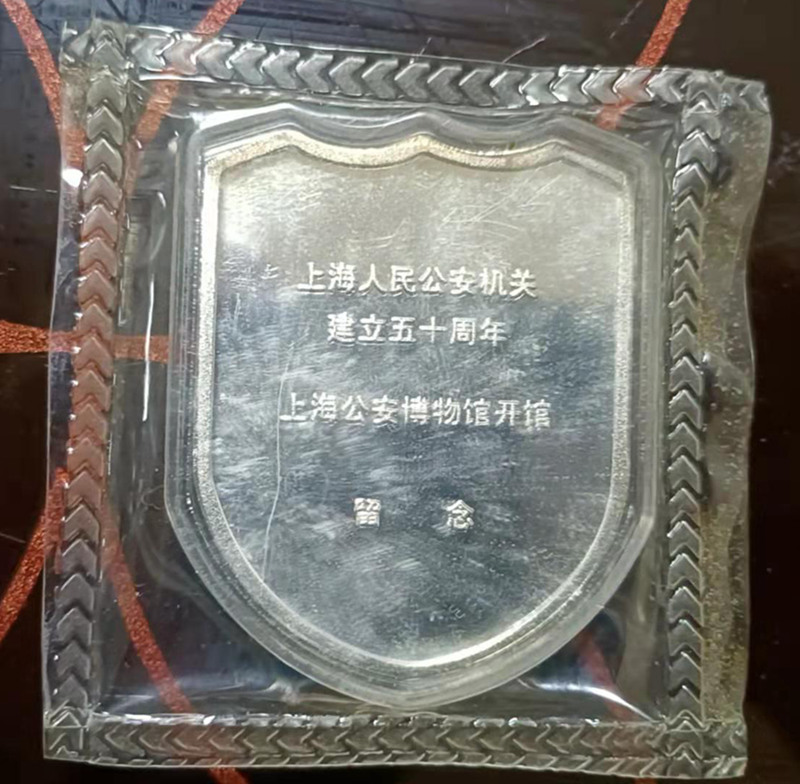 上海人民公安机关
建立五十周年
上海公安博物馆开馆
留 念